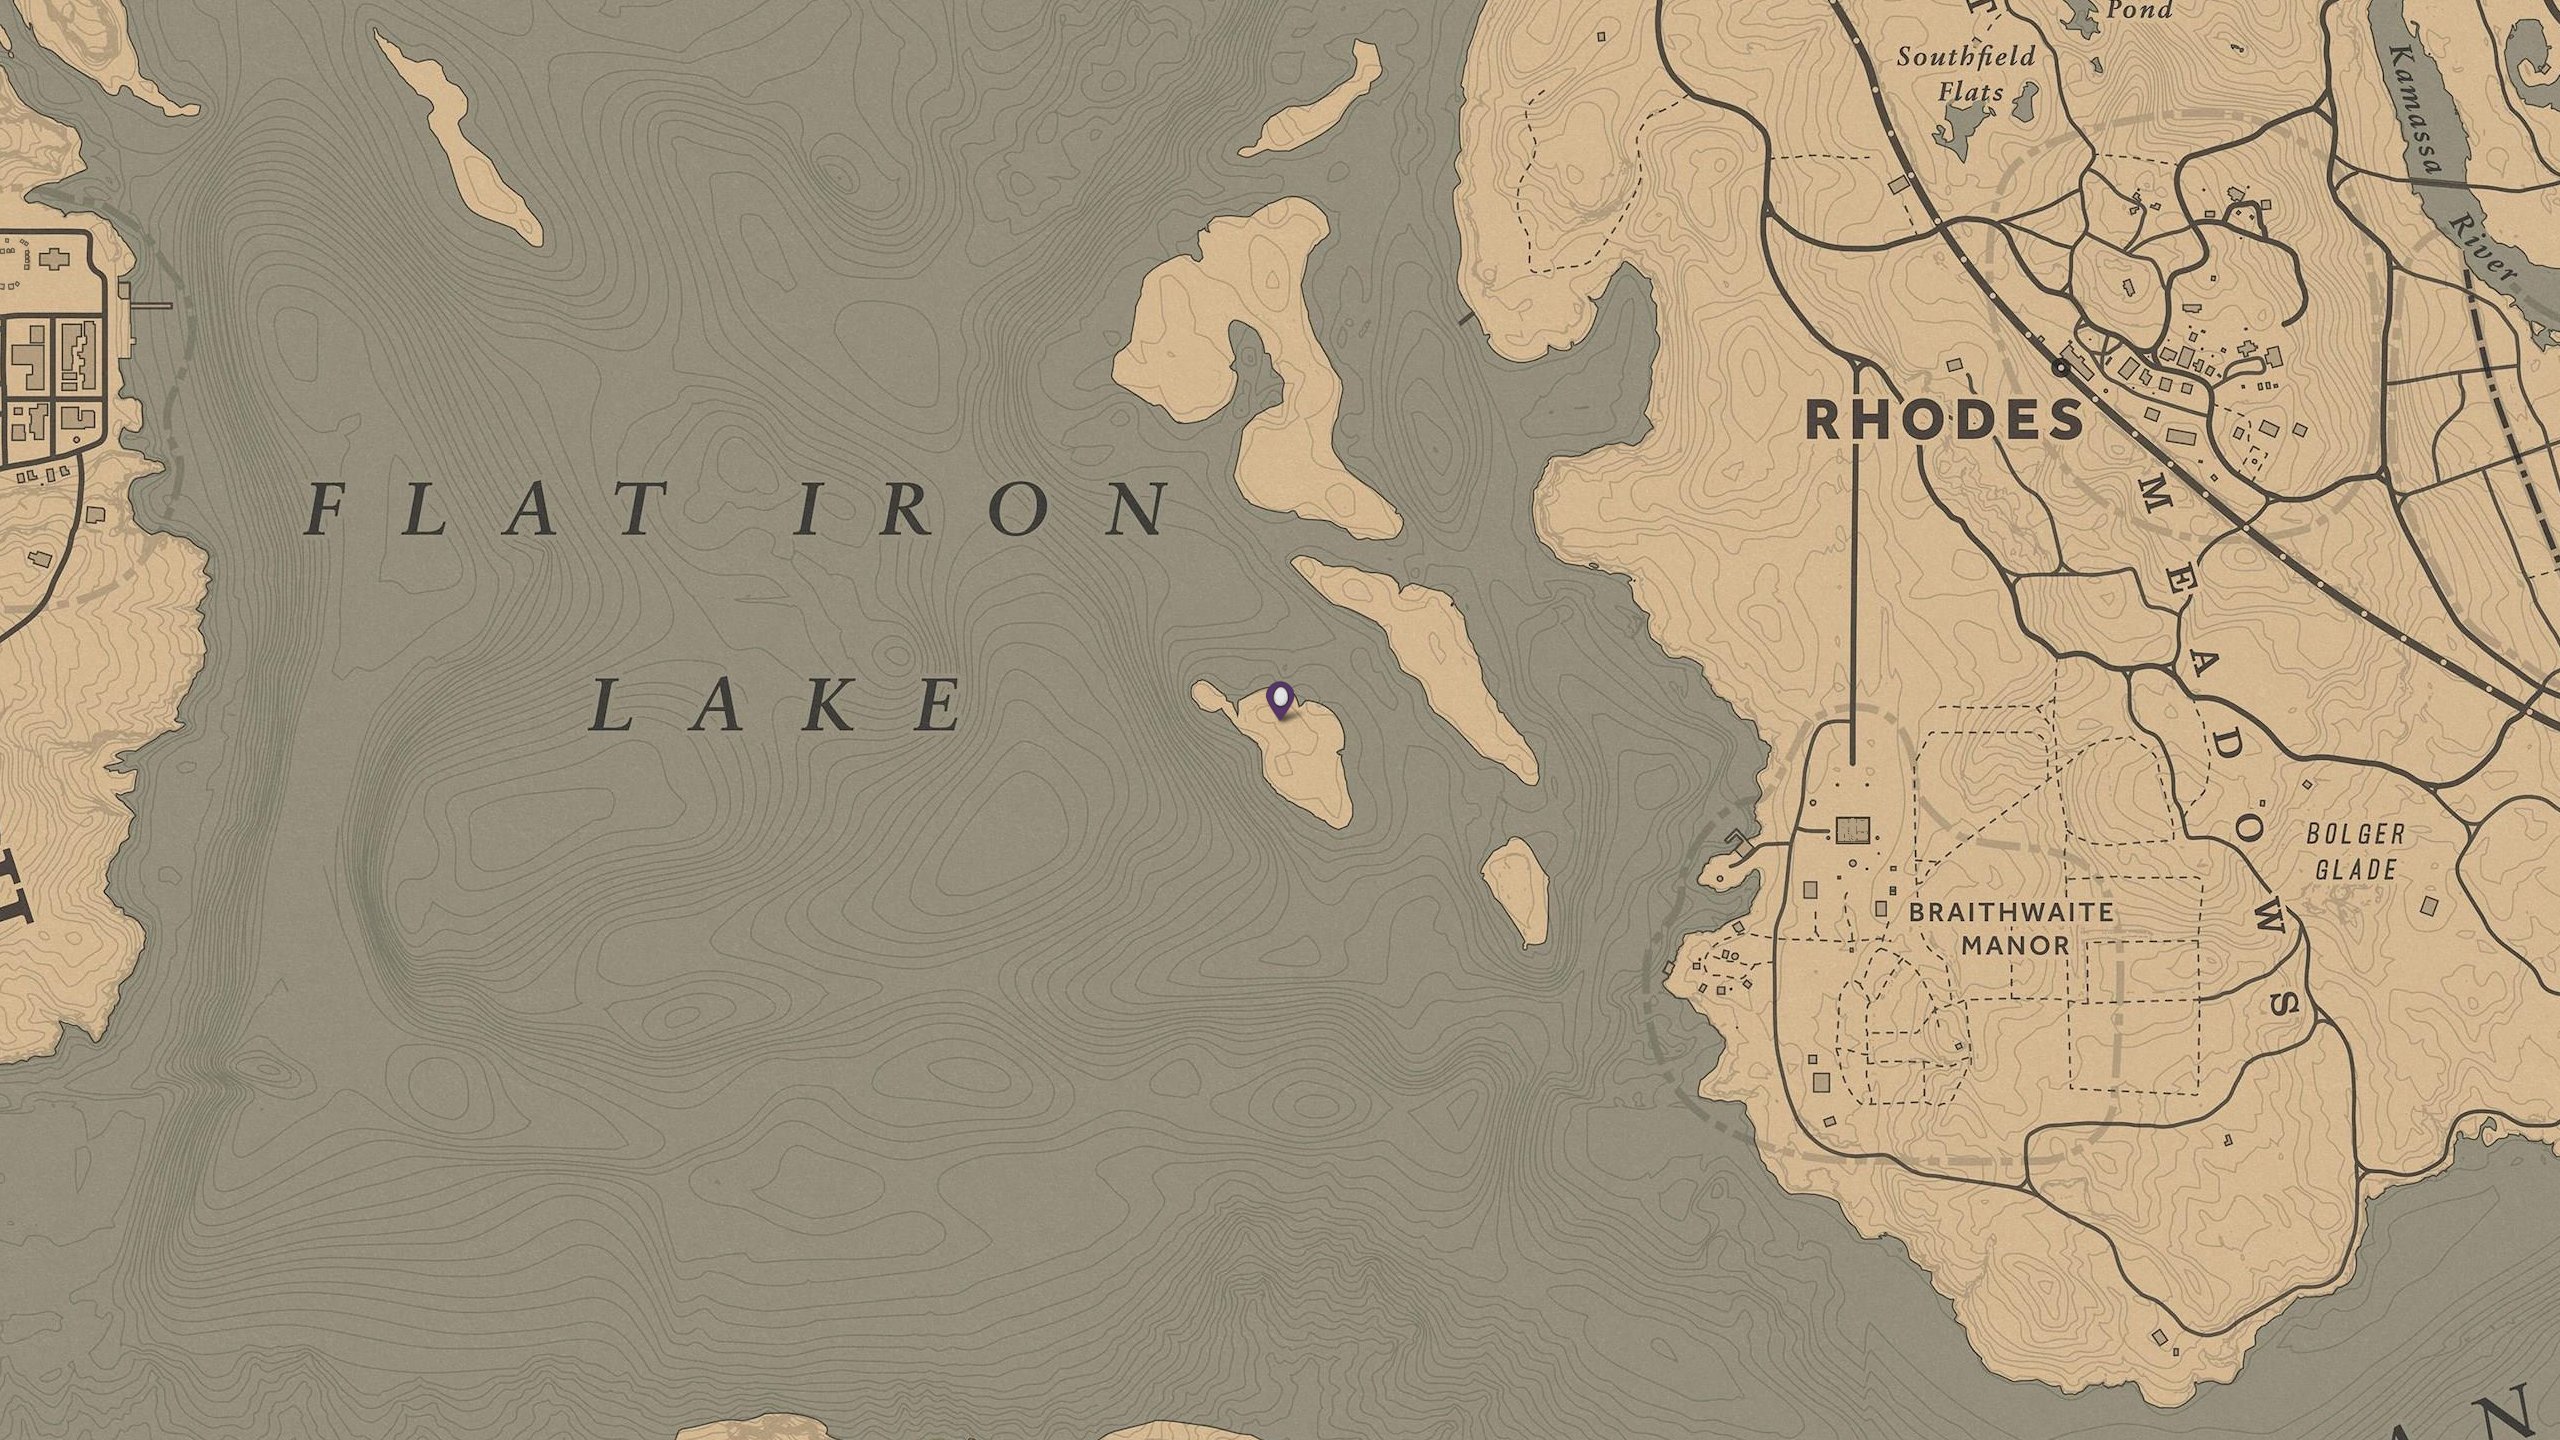 Pond
Southfield
Flats
Kamassa
River
RHODES
FLAT IRON
LAKE
MEADOWS
BOLGER
GLADE
BRAITHWAITE
MANOR